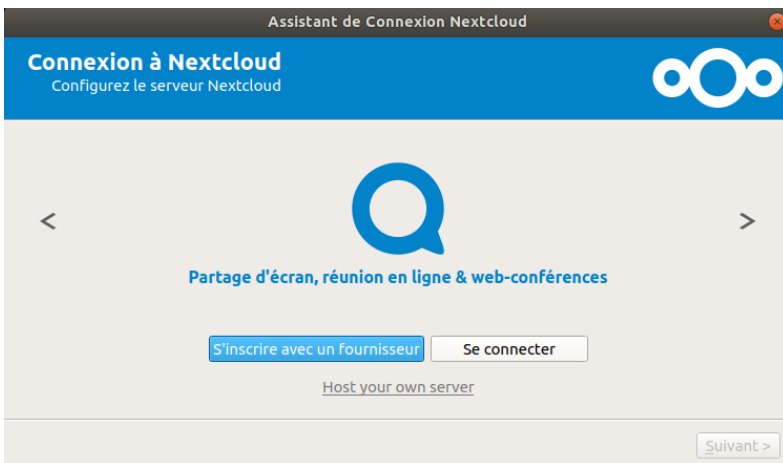 Assistant de Connexion Nextcloud
Connexion à Nextcloud
Configurez le serveur Nextcloud
<
>
Partage d'écran, réunion en ligne & web-conférences
S'inscrire avec un fournisseur
Se connecter
Host your own server
Suivant >